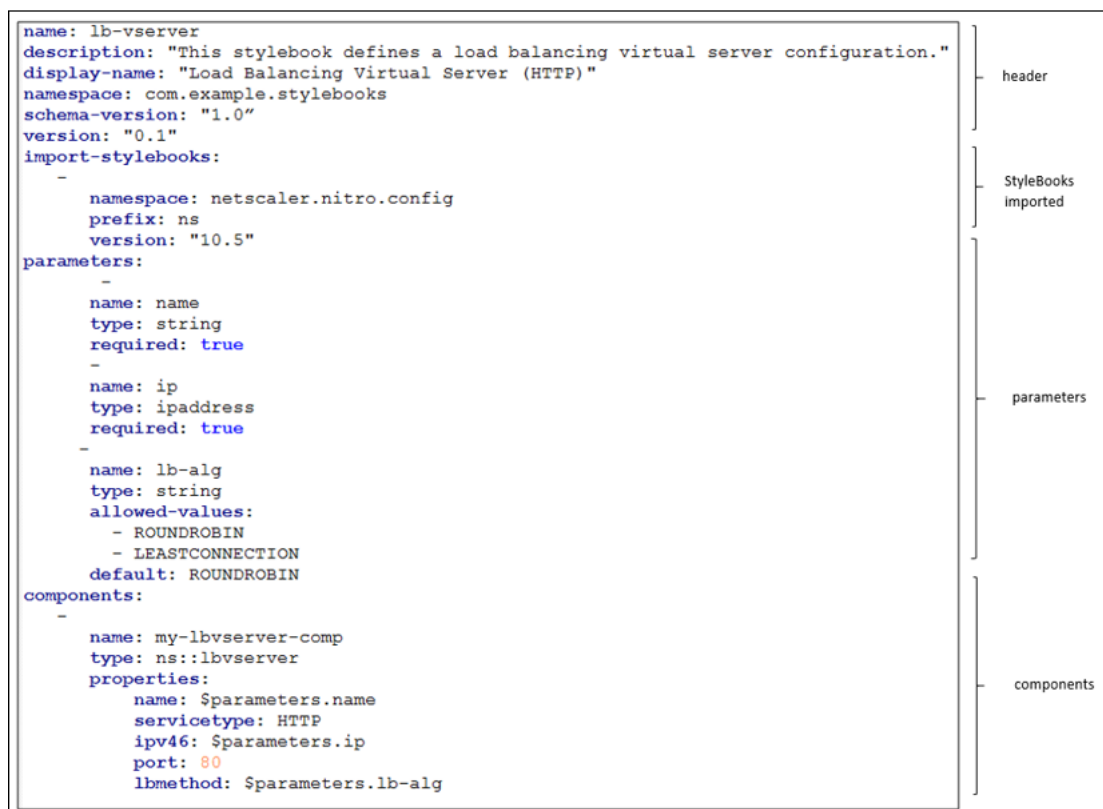 name: lb-vserver
description: "This stylebook defines a load balancing virtual server configuration."
display-name: "Load Balancing Virtual Server (HTTP)"
namespace: com.example.stylebooks
schema-version: "1.0”
version: "0.1"
import-stylebooks:
-
namespace: netscaler.nitro.config
prefix: ns
version: "10.5"
parameters:
-
name: name
type: string
required: true
-
name: ip
type: ipaddress
required: true
-
name: lb-alg
type: string
allowed-values:
- ROUNDROBIN
- LEASTCONNECTION
default: ROUNDROBIN
components:
-
name: my-lbvserver-comp
type: ns::lbvserver
properties:
name: $parameters.name
servicetype: HTTP
ipv46: $parameters.ip
port: 80
lbmethod: $parameters.lb-alg
header
StyleBooks
imported
parameters
components